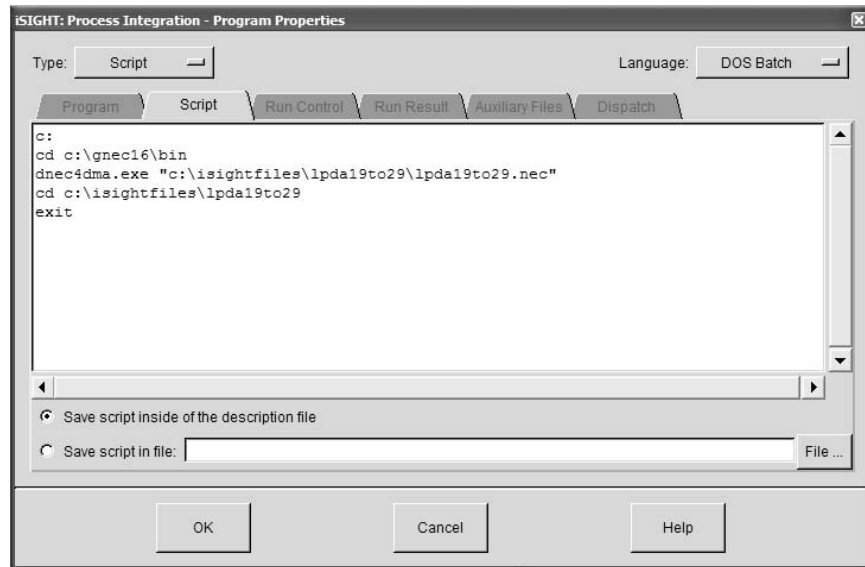 iSIGHT: Process Integration - Program Properties
Type: Script Language: DOS Batch
Program Script Run Control Run Result Auxiliary Files Dispatch
c:
cd c:\gnec16\bin
dnec4dma.exe "c:\isightfiles\lpda19to29\lpda19to29.nec"
cd c:\isightfiles\lpda19to29
exit
Save script inside of the description file
Save script in file: File ...
OK Cancel Help